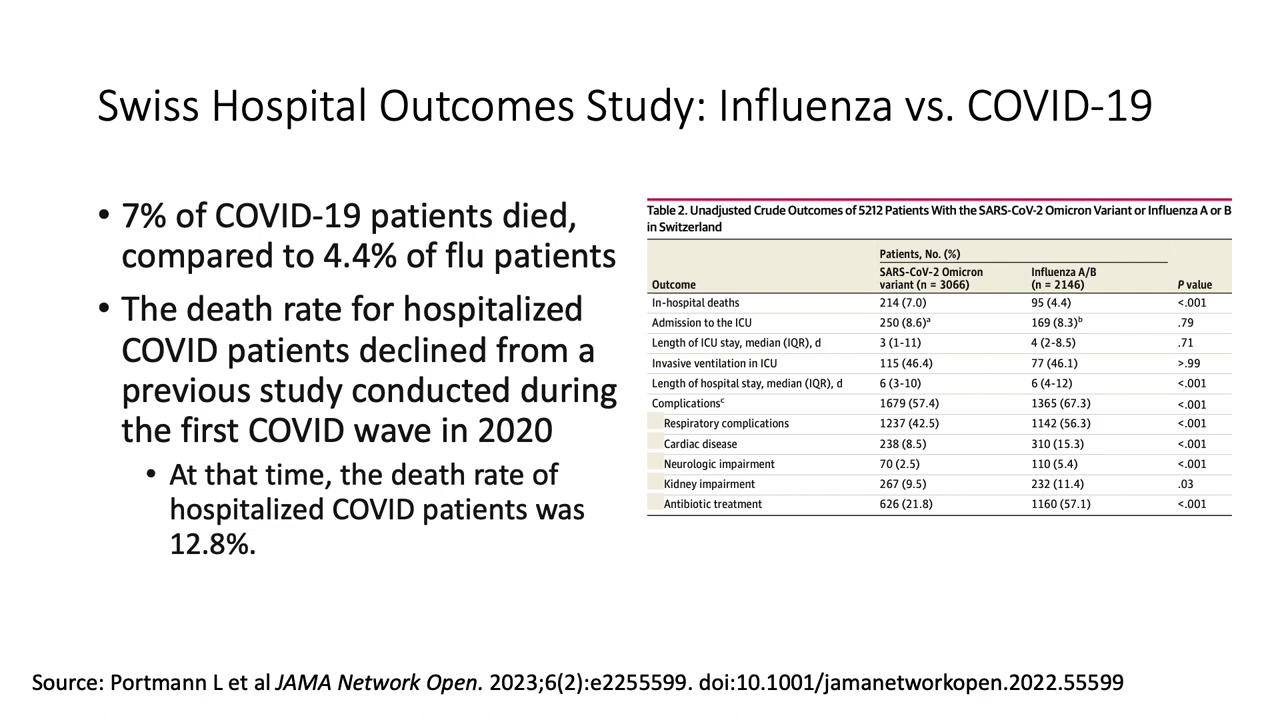 Swiss Hospital Outcomes Study: Influenza vs. COVID-19
• 7% of COVID-19 patients died,
compared to 4.4% of flu patients
• The death rate for hospitalized
COVID patients declined from a
previous study conducted during
the first COVID wave in 2020
• At that time, the death rate of
hospitalized COVID patients was
12.8%.
Table 2. Unadjusted Crude Outcomes of 5212 Patients With the SARS-CoV-2 Omicron Variant or Influenza A or B
in Switzerland
Patients, No. (%)
SARS-CoV-2 Omicron Influenza A/B
Outcome variant (n = 3066) (n = 2146) P value
In-hospital deaths 214 (7.0) 95 (4.4) <.001
Admission to the ICU 250 (8.6)a 169 (8.3)b .79
Length of ICU stay, median (IQR), d 3 (1-11) 4 (2-8.5) .71
Invasive ventilation in ICU 115 (46.4) 77 (46.1) >.99
Length of hospital stay, median (IQR), d 6 (3-10) 6 (4-12) <.001
Complicationsc 1679 (57.4) 1365 (67.3) <.001
Respiratory complications 1237 (42.5) 1142 (56.3) <.001
Cardiac disease 238 (8.5) 310 (15.3) <.001
Neurologic impairment 70 (2.5) 110 (5.4) <.001
Kidney impairment 267 (9.5) 232 (11.4) .03
Antibiotic treatment 626 (21.8) 1160 (57.1) <.001
Source: Portmann L et al JAMA Network Open. 2023;6(2):e2255599. doi:10.1001/jamanetworkopen.2022.55599